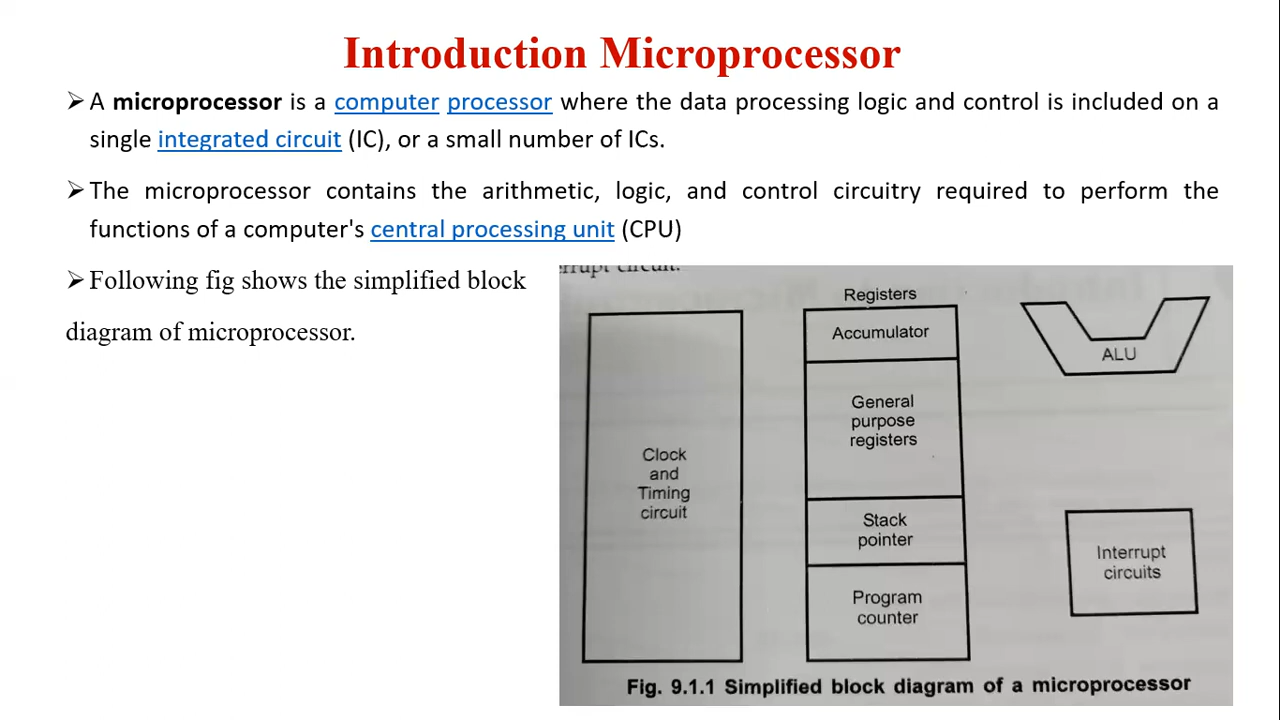 Introduction Microprocessor
➢A microprocessor is a computer processor where the data processing logic and control is included on a
single integrated circuit (IC), or a small number of ICs.
➢The microprocessor contains the arithmetic, logic, and control circuitry required to perform the
functions of a computer's central processing unit (CPU)
➢Following fig shows the simplified block
diagram of microprocessor.
circuit.
Registers
Accumulator
General
purpose
registers
Stack
pointer
Program
counter
Clock
and
Timing
circuit
ALU
Interrupt
circuits
Fig. 9.1.1 Simplified block diagram of a microprocessor